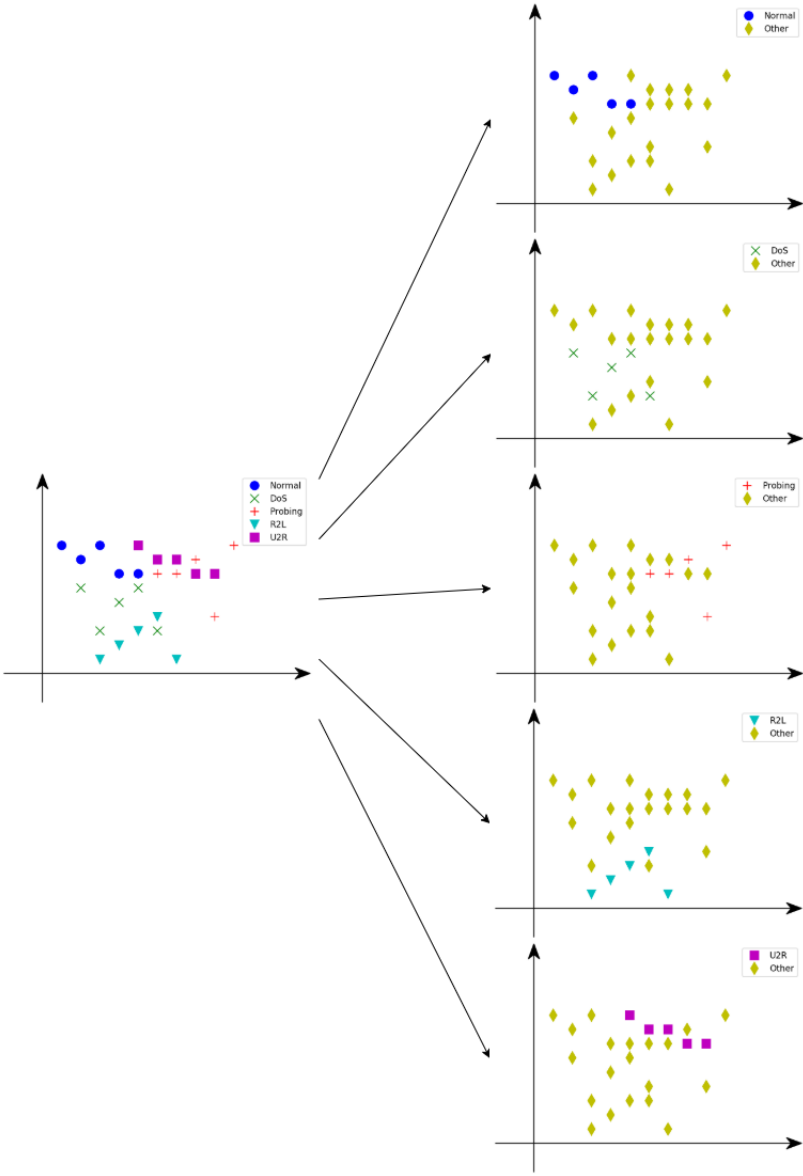 Normal
Other
DoS
Other
Normal
DoS
Probing
R2L
U2R
Probing
Other
R2L
Other
U2R
Other